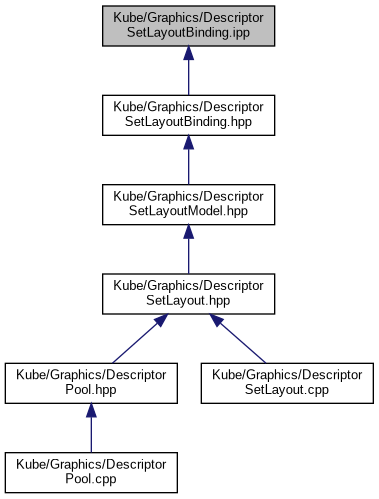 Kube/Graphics/Descriptor
SetLayoutBinding.ipp
Kube/Graphics/Descriptor
SetLayoutBinding.hpp
Kube/Graphics/Descriptor
SetLayoutModel.hpp
Kube/Graphics/Descriptor
SetLayout.hpp
Kube/Graphics/Descriptor
Pool.hpp
Kube/Graphics/Descriptor
SetLayout.cpp
Kube/Graphics/Descriptor
Pool.cpp